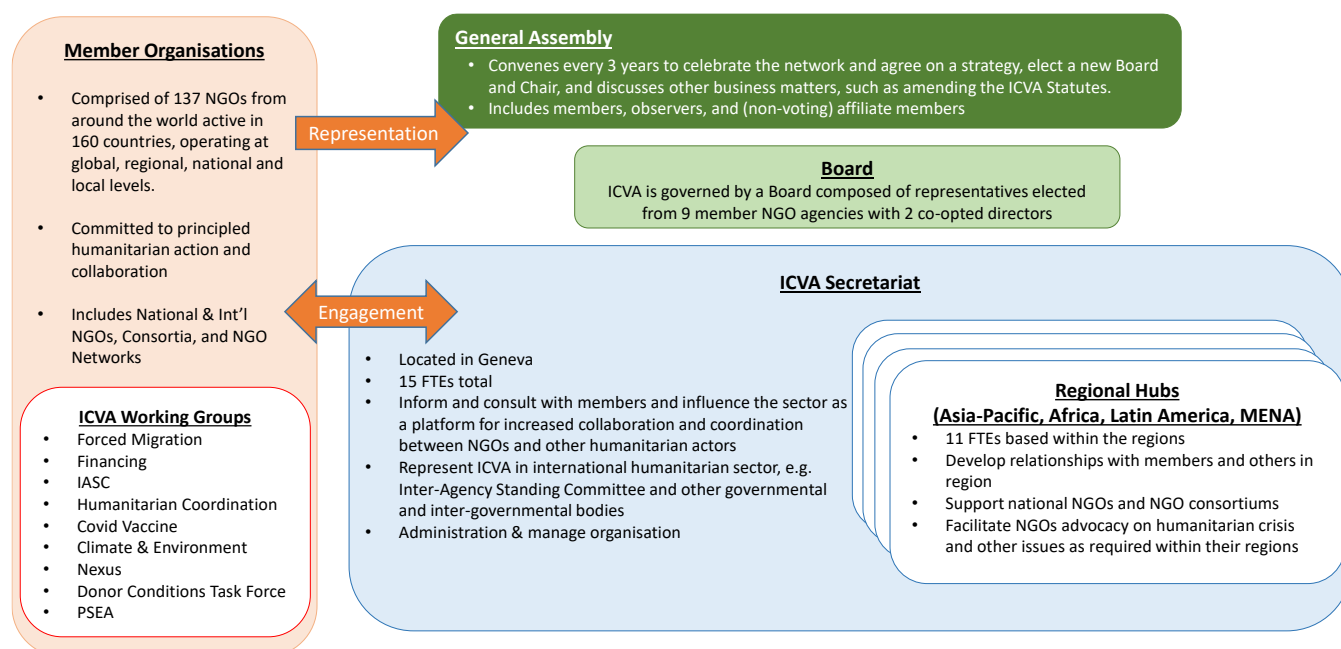 Member Organisations
• Comprised of 137 NGOs from
around the world active in
160 countries, operating at
global, regional, national and
local levels.
• Committed to principled
humanitarian action and
collaboration
• Includes National & Int'l
NGOs, Consortia, and NGO
Networks
ICVA Working Groups
• Forced Migration
• Financing
• IASC
• Humanitarian Coordination
• Covid Vaccine
• Climate & Environment
• Nexus
• Donor Conditions Task Force
• PSEA
Representation
Engagement
General Assembly
• Convenes every 3 years to celebrate the network and agree on a strategy, elect a new Board
and Chair, and discusses other business matters, such as amending the ICVA Statutes.
• Includes members, observers, and (non-voting) affiliate members
Board
ICVA is governed by a Board composed of representatives elected
from 9 member NGO agencies with 2 co-opted directors
ICVA Secretariat
• Located in Geneva
• 15 FTEs total
• Inform and consult with members and influence the sector as
a platform for increased collaboration and coordination
between NGOs and other humanitarian actors
• Represent ICVA in international humanitarian sector, e.g.
Inter-Agency Standing Committee and other governmental
and inter-governmental bodies
• Administration & manage organisation
Regional Hubs
(Asia-Pacific, Africa, Latin America, MENA)
• 11 FTEs based within the regions
• Develop relationships with members and others in
region
• Support national NGOs and NGO consortiums
• Facilitate NGOs advocacy on humanitarian crisis
and other issues as required within their regions